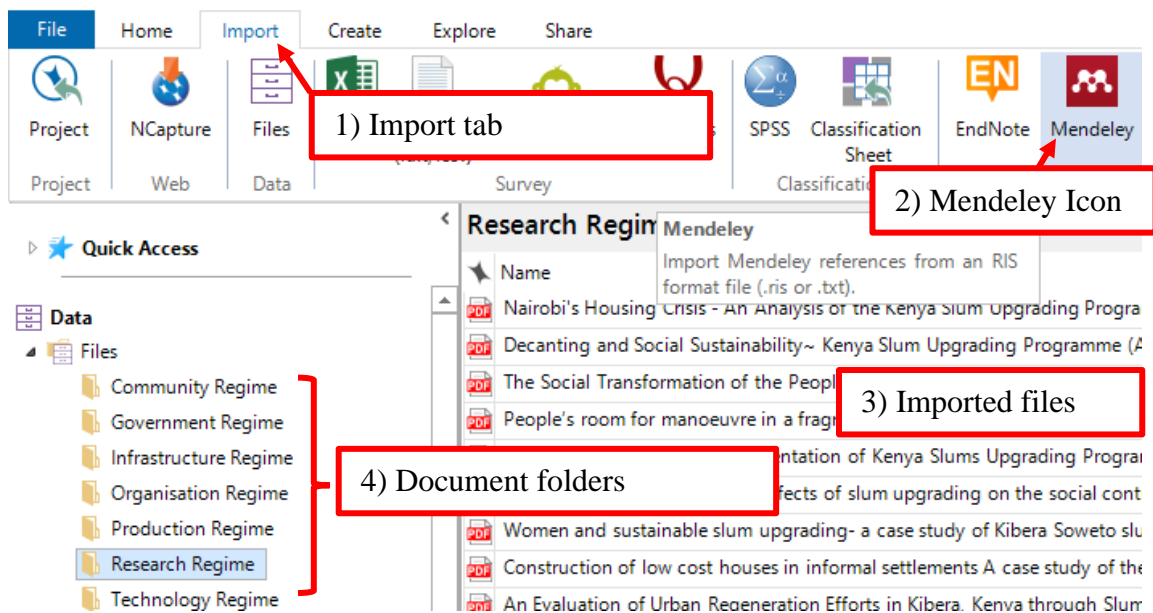 File Home Import Create Explore Share
1) Import tab
Project NCapture Files SPSS Classification Sheet EndNote Mendeley
Project Web Data Survey
2) Mendeley Icon
Quick Access
Data
Files
Community Regime
Government Regime
Infrastructure Regime
Organisation Regime
Production Regime
Research Regime
Technology Regime
4) Document folders
Research
Mendeley
Import Mendeley references from an RIS
format file (.ris or .txt).
Name
Nairobi's Housing Crisis - An Analysis of the Kenya Slum Upgrading Progra
Decanting and Social Sustainability~ Kenya Slum Upgrading Programme (A
The Social Transformation of the Peopl
People's room for manoeuvre in a fragr
3) Imported files
entation of Kenya Slums Upgrading Progra
fects of slum upgrading on the social cont
Women and sustainable slum upgrading- a case study of Kibera Soweto slu
Construction of low cost houses in informal settlements A case study of the
An Evaluation of Urban Regeneration Efforts in Kibera, Kenya through Slum